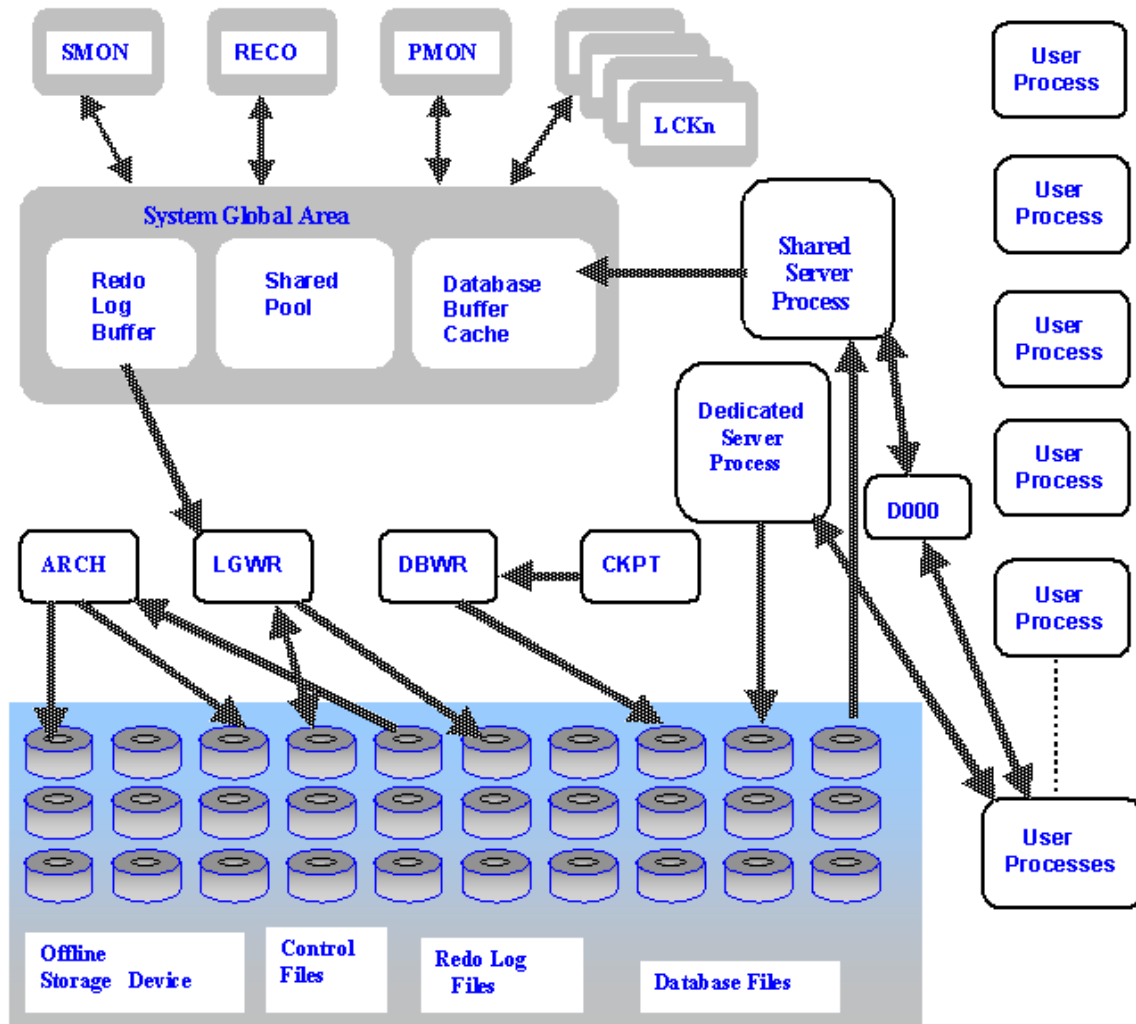 SMON
RECO
PMON
LCKn
User
Process
User
Process
System Global Area
Redo
Log
Buffer
Shared
Pool
Database
Buffer
Cache
Shared
Server
Process
User
Process
Dedicated
Server
Process
User
Process
D000
ARCH
LGWR
DBWR
CKPT
User
Process
User
Processes
Offline
Storage Device
Control
Files
Redo Log
Files
Database Files